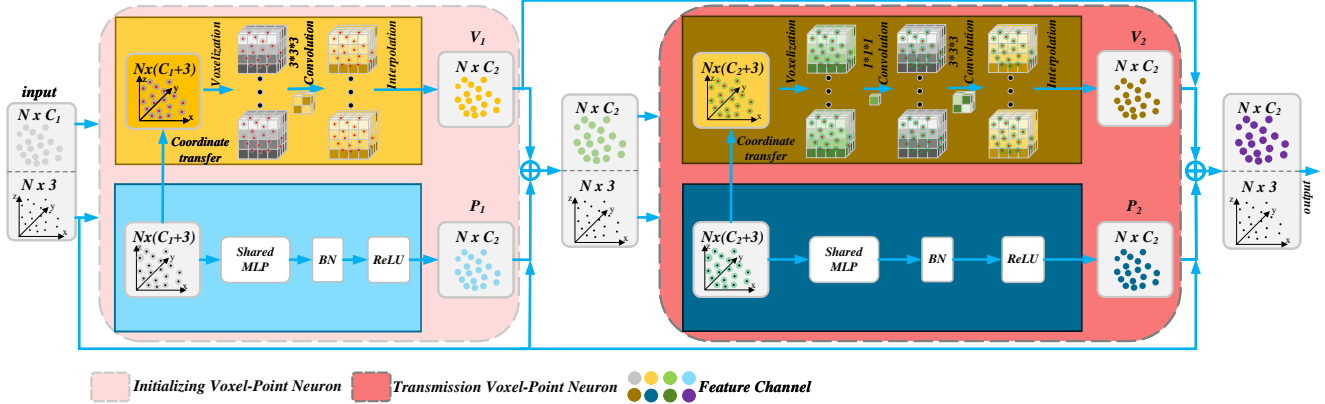 input
N x C₁
N x 3
z
y
x
Nx(C₁+3)
z
y
x
Coordinate
transfer
Voxelization
3*3*3
Convolution
Interpolation
V₁
N x C₂
Nx(C₁+3)
z
y
x
Shared
MLP
BN
ReLU
P₁
N x C₂
N x C₂
N x 3
z
y
x
Nx(C₂+3)
z
y
x
Coordinate
transfer
Voxelization
1*1*1
Convolution
3*3*3
Convolution
Interpolation
V₂
N x C₂
Nx(C₂+3)
z
y
x
Shared
MLP
BN
ReLU
P₂
N x C₂
N x C₂
N x 3
z
y
x
output
Initializing Voxel-Point Neuron
Transmission Voxel-Point Neuron
Feature Channel